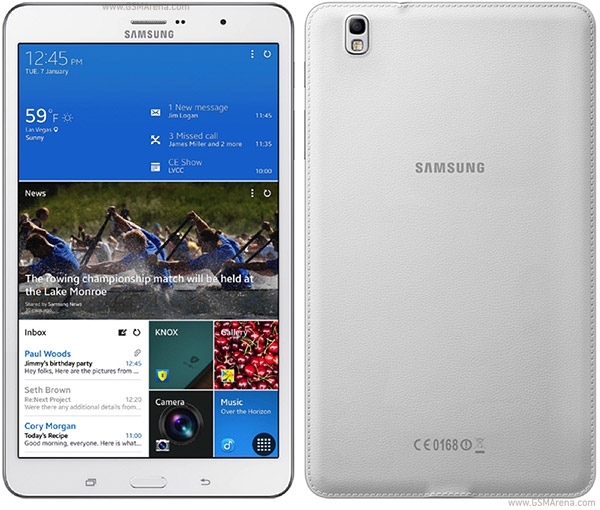 www.GSMArena.com
SAMSUNG
12:45 PM
TUE. 7 January
59°F
Las Vegas
Sunny
1 New message
Jim Logan 11:45
3 Missed call
James Miller and 2 more 11:35
CE Show
LVCC 10:00
News
The rowing championship match will be held at
the Lake Monroe
Shared by Samsung News
Inbox
Paul Woods
Jimmy's birthday party 12:45
Hey folks, Here are the pictures from ...
Seth Brown
Re:Next Project 12:20
Were there any additional details from...
Cory Morgan
Today's Recipe 11:00
Good morning, everyone. Here is what...
KNOX
Gallery
Camera
Music
Over the Horizon
SAMSUNG
CE0168
www.GSMArena.com